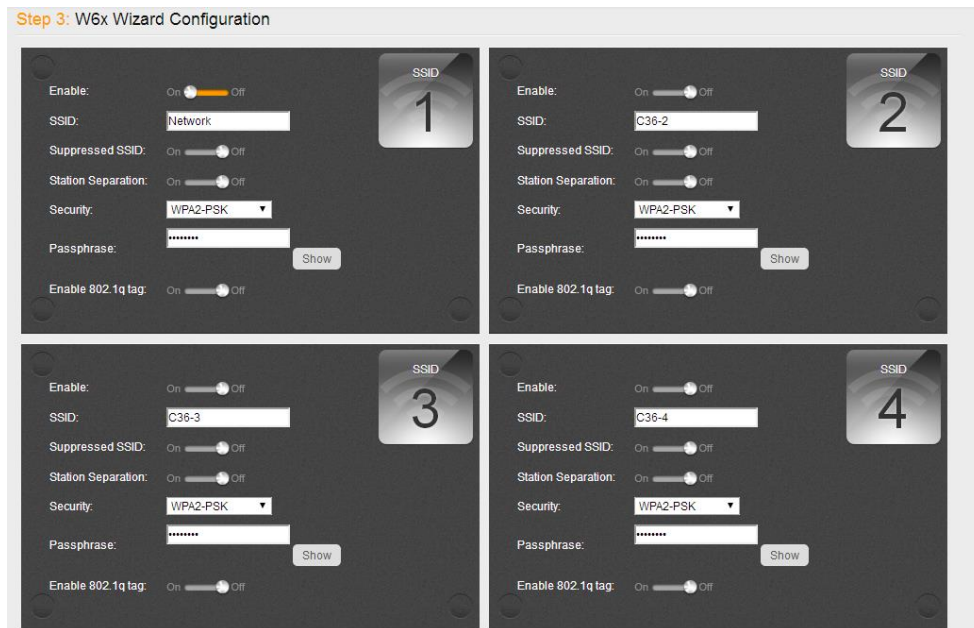 Step 3: W6x Wizard Configuration
SSID
1
Enable: On Off
SSID: Network
Suppressed SSID: On Off
Station Separation: On Off
Security: WPA2-PSK
Passphrase: ••••••••
Show
Enable 802.1q tag: On Off
SSID
2
Enable: On Off
SSID: C36-2
Suppressed SSID: On Off
Station Separation: On Off
Security: WPA2-PSK
Passphrase: ••••••••
Show
Enable 802.1q tag: On Off
SSID
3
Enable: On Off
SSID: C36-3
Suppressed SSID: On Off
Station Separation: On Off
Security: WPA2-PSK
Passphrase: ••••••••
Show
Enable 802.1q tag: On Off
SSID
4
Enable: On Off
SSID: C36-4
Suppressed SSID: On Off
Station Separation: On Off
Security: WPA2-PSK
Passphrase: ••••••••
Show
Enable 802.1q tag: On Off